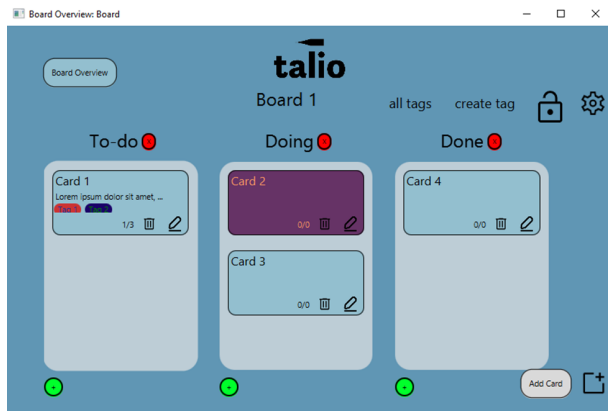 Board Overview: Board
Board Overview
talio
Board 1
all tags
create tag
To-do
Doing
Done
Card 1
Lorem ipsum dolor sit amet, ...
Tag 1 Tag 2
1/3
Card 2
0/0
Card 3
0/0
Card 4
0/0
+
+
+
Add Card